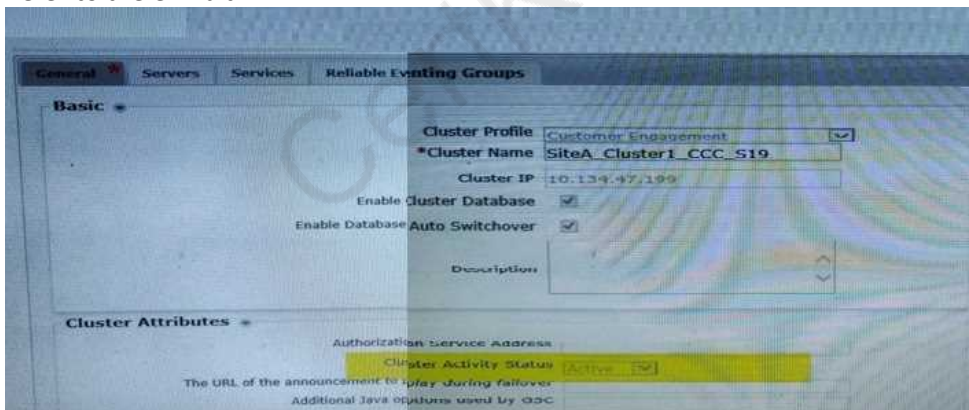 General * Servers Services Reliable Eventing Groups
Basic
Cluster Profile Customer Engagement
*Cluster Name SiteA_Cluster1_CCC_S19
Cluster IP 10.134.47.199
Enable Cluster Database
Enable Database Auto Switchover
Description
Cluster Attributes
Authorization Service Address
Cluster Activity Status Active
The URL of the announcement to play during failover
Additional Java options used by